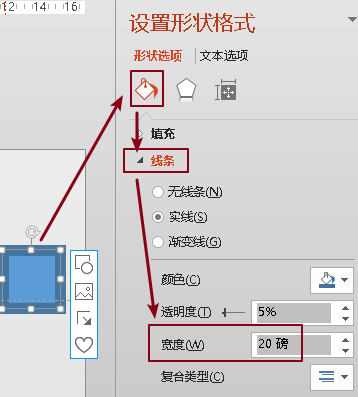 12 14 16
设置形状格式
形状选项 文本选项
填充
线条
无线条(N)
实线(S)
渐变线(G)
颜色(C)
透明度(T) 5%
宽度(W) 20 磅
复合类型(C)